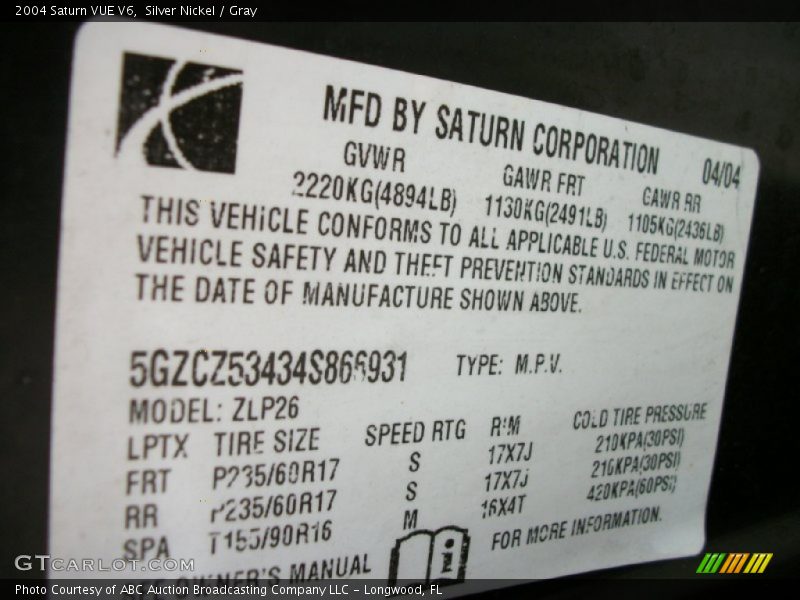 2004 Saturn VUE V6,  Silver Nickel / Gray
MFD BY SATURN CORPORATION 04/04
GVWR GAWR FRT GAWR RR
2220KG(4894LB) 1130KG(2491LB) 1105KG(2436LB)
THIS VEHICLE CONFORMS TO ALL APPLICABLE U.S. FEDERAL MOTOR
VEHICLE SAFETY AND THEFT PREVENTION STANDARDS IN EFFECT ON
THE DATE OF MANUFACTURE SHOWN ABOVE.
5GZCZ53434S866931 TYPE: M.P.V.
MODEL: ZLP26
LPTX TIRE SIZE SPEED RTG RIM COLD TIRE PRESSURE
FRT P235/60R17 S 17X7J 210KPA(30PSI)
RR P235/60R17 S 17X7J 210KPA(30PSI)
SPA T155/90R16 M 16X4T 420KPA(60PSI)
OWNER'S MANUAL FOR MORE INFORMATION.
GTCarLot.com
Photo Courtesy of ABC Auction Broadcasting Company LLC - Longwood, FL